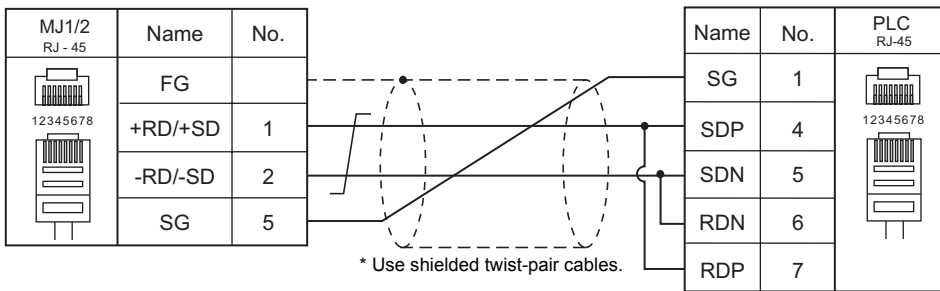 MJ1/2
RJ - 45
Name
No.
12345678
FG
+RD/+SD
1
-RD/-SD
2
SG
5
* Use shielded twist-pair cables.
Name
No.
PLC
RJ-45
SG
1
SDP
4
SDN
5
RDN
6
RDP
7
12345678